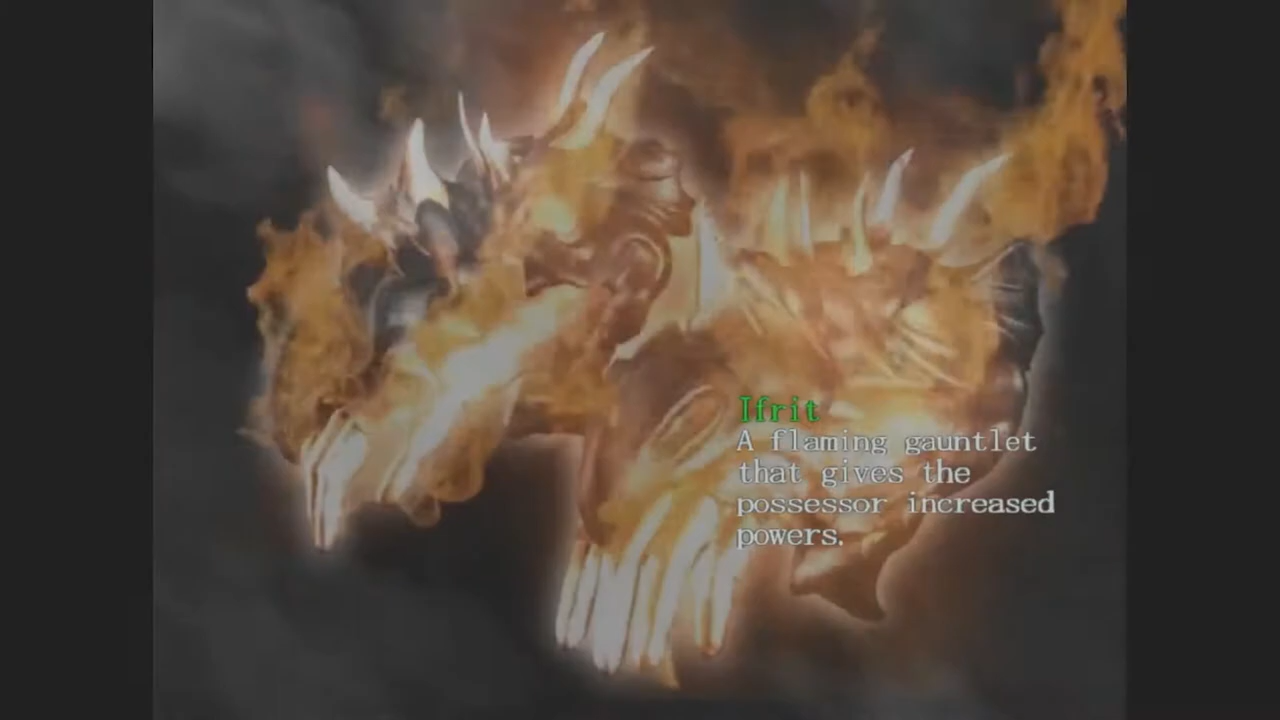 Ifrit
A flaming gauntlet
that gives the
possessor increased
powers.